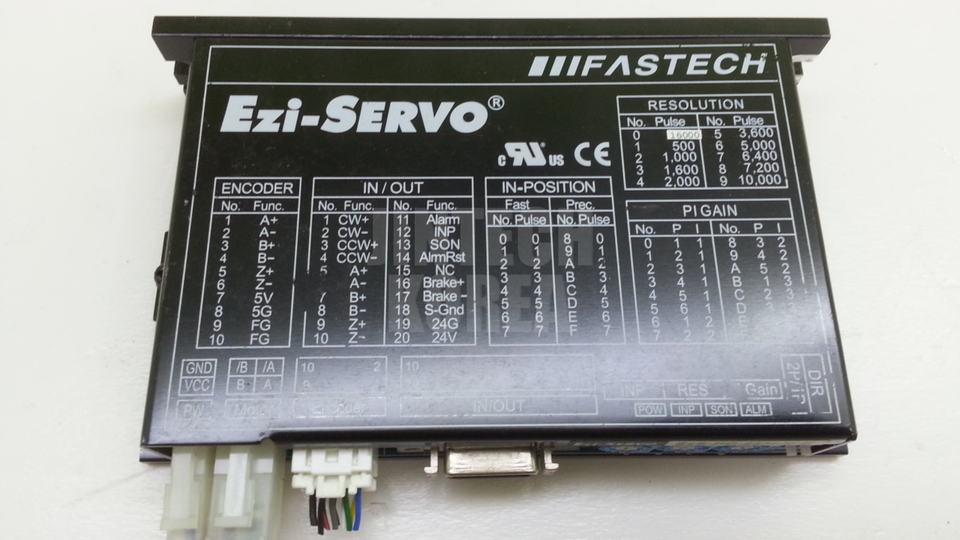 FASTECH
Ezi-SERVO®
c RU us CE
RESOLUTION
No. Pulse No. Pulse
0 16000 5 3,600
1 500 6 5,000
2 1,000 7 6,400
3 1,600 8 7,200
4 2,000 9 10,000
ENCODER
No. Func.
1 A+
2 A-
3 B+
4 B-
5 Z+
6 Z-
7 5V
8 5G
9 FG
10 FG
IN/OUT
No. Func. No. Func.
1 CW+ 11 Alarm
2 CW- 12 INP
3 CCW+ 13 SON
4 CCW- 14 AlrmRst
5 A+ 15 NC
A- 16 Brake+
7 B+ 17 Brake-
8 B- 18 S-Gnd
9 Z+ 19 24G
10 Z- 20 24V
IN-POSITION
Fast Prec.
No. Pulse No. Pulse
0 0 8 0
1 1 9 1
2 2 A 2
3 3 B 3
4 4 C 4
5 5 D 5
6 6 E 6
7 7 F 7
PI GAIN
No. P I No. P I
0 1 1 8 3 2
1 2 1 9 4 2
2 3 1 A 5 2
3 4 1 B 1 3
4 5 1 C 2 3
5 6 1 D
6 1 2 E
7 2 2
GND /B /A 10 2 10
VCC B A 9
Encoder IN/OUT
INP RES Gain
DIR
POW INP SON ALM
KOREA